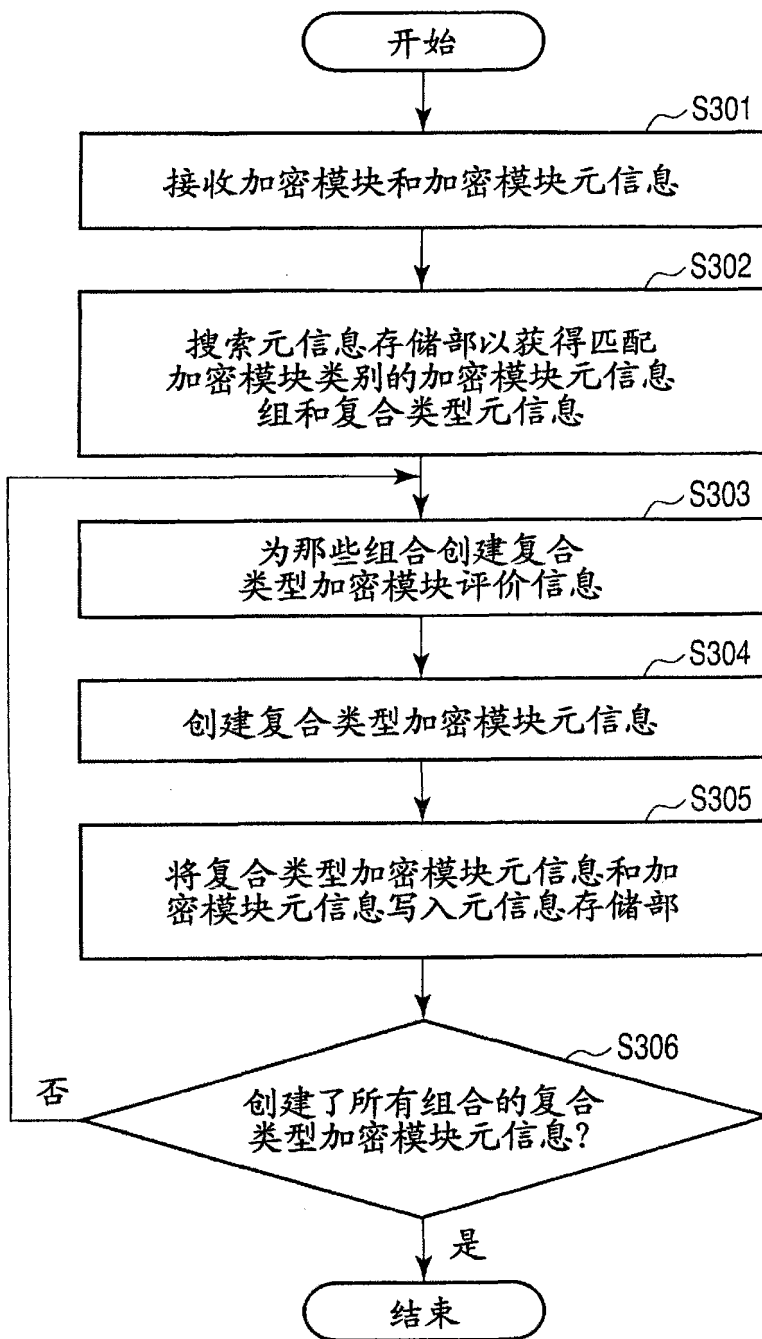 开始
S301
接收加密模块和加密模块元信息
S302
搜索元信息存储部以获得匹配
加密模块类别的加密模块元信息
组和复合类型元信息
S303
为那些组合创建复合
类型加密模块评价信息
S304
创建复合类型加密模块元信息
S305
将复合类型加密模块元信息和加
密模块元信息写入元信息存储部
S306
创建了所有组合的复合
类型加密模块元信息?
否
是
结束